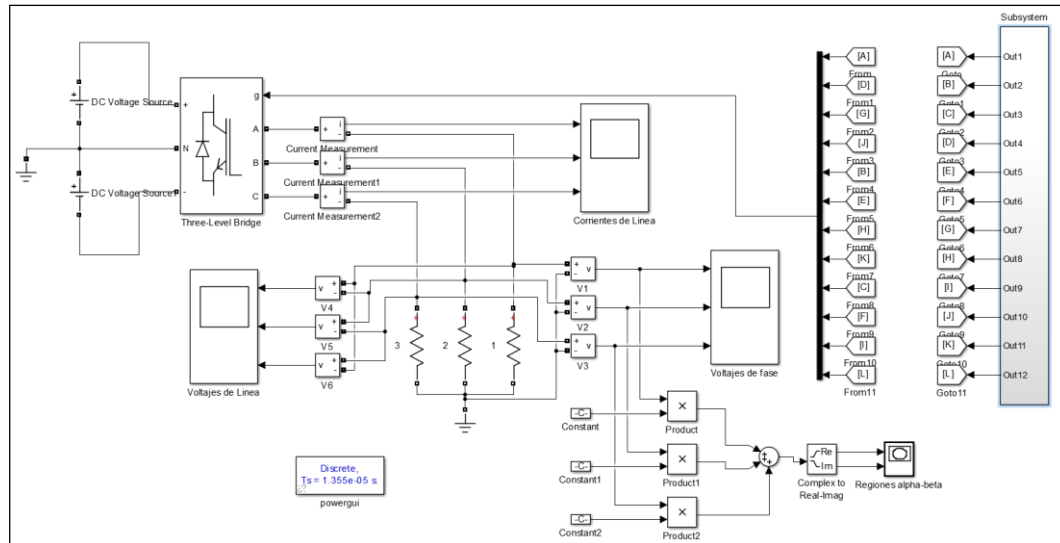 Subsystem
DC Voltage Source
+
N
-
DC Voltage Source1
g
A
B
C
Three-Level Bridge
+
i
-
Current Measurement
+
i
-
Current Measurement1
+
i
-
Current Measurement2
Corrientes de Linea
[A]
From
[D]
From1
[G]
From2
[J]
From3
[B]
From4
[E]
From5
[H]
From6
[K]
From7
[C]
From8
[F]
From9
[I]
From10
[L]
From11
[A]
Goto
[B]
Goto1
[C]
Goto2
[D]
Goto3
[E]
Goto4
[F]
Goto5
[G]
Goto6
[H]
Goto7
[I]
Goto8
[J]
Goto9
[K]
Goto10
[L]
Goto11
Out1
Out2
Out3
Out4
Out5
Out6
Out7
Out8
Out9
Out10
Out11
Out12
Voltajes de Linea
v
+
-
V4
v
+
-
V5
v
+
-
V6
3
2
1
+
-
v
V1
+
-
v
V2
+
-
v
V3
Voltajes de fase
-C-
Constant
×
Product
-C-
Constant1
×
Product1
-C-
Constant2
×
Product2
+
+
+
Re
Im
Complex to
Real-Imag
Regiones alpha-beta
Discrete,
Ts = 1.355e-05 s.
powergui